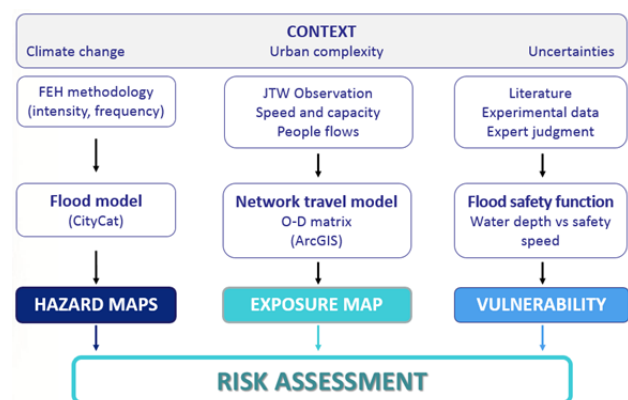 CONTEXT
Climate change
Urban complexity
Uncertainties
FEH methodology
(intensity, frequency)
JTW Observation
Speed and capacity
People flows
Literature
Experimental data
Expert judgment
Flood model
(CityCat)
Network travel model
O-D matrix
(ArcGIS)
Flood safety function
Water depth vs safety
speed
HAZARD MAPS
EXPOSURE MAP
VULNERABILITY
RISK ASSESSMENT